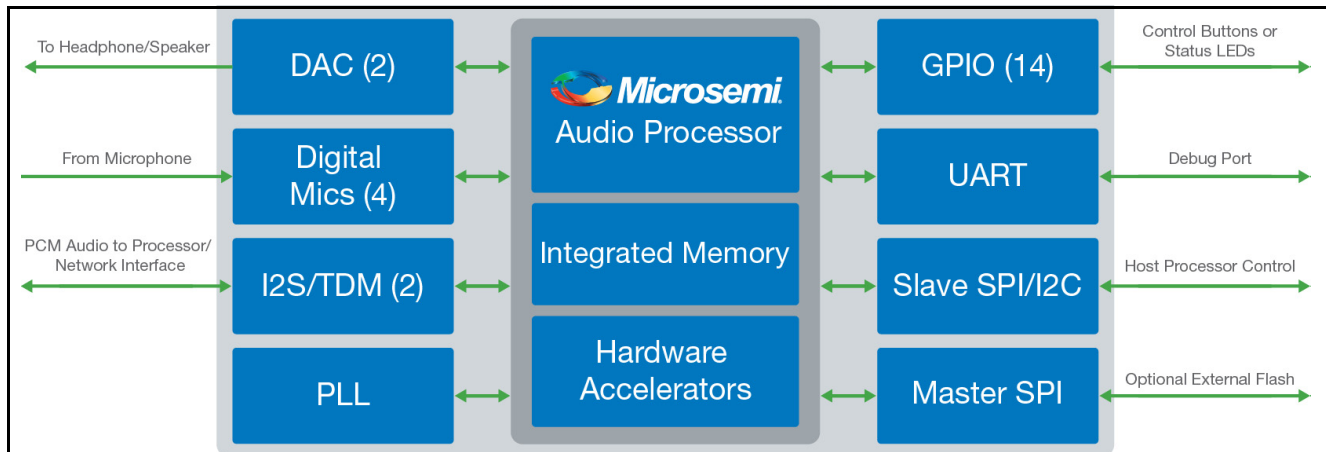 To Headphone/Speaker
DAC (2)
From Microphone
Digital
Mics (4)
PCM Audio to Processor/
Network Interface
I2S/TDM (2)
PLL
Microsemi.
Audio Processor
Integrated Memory
Hardware
Accelerators
GPIO (14)
Control Buttons or
Status LEDs
UART
Debug Port
Slave SPI/I2C
Host Processor Control
Master SPI
Optional External Flash